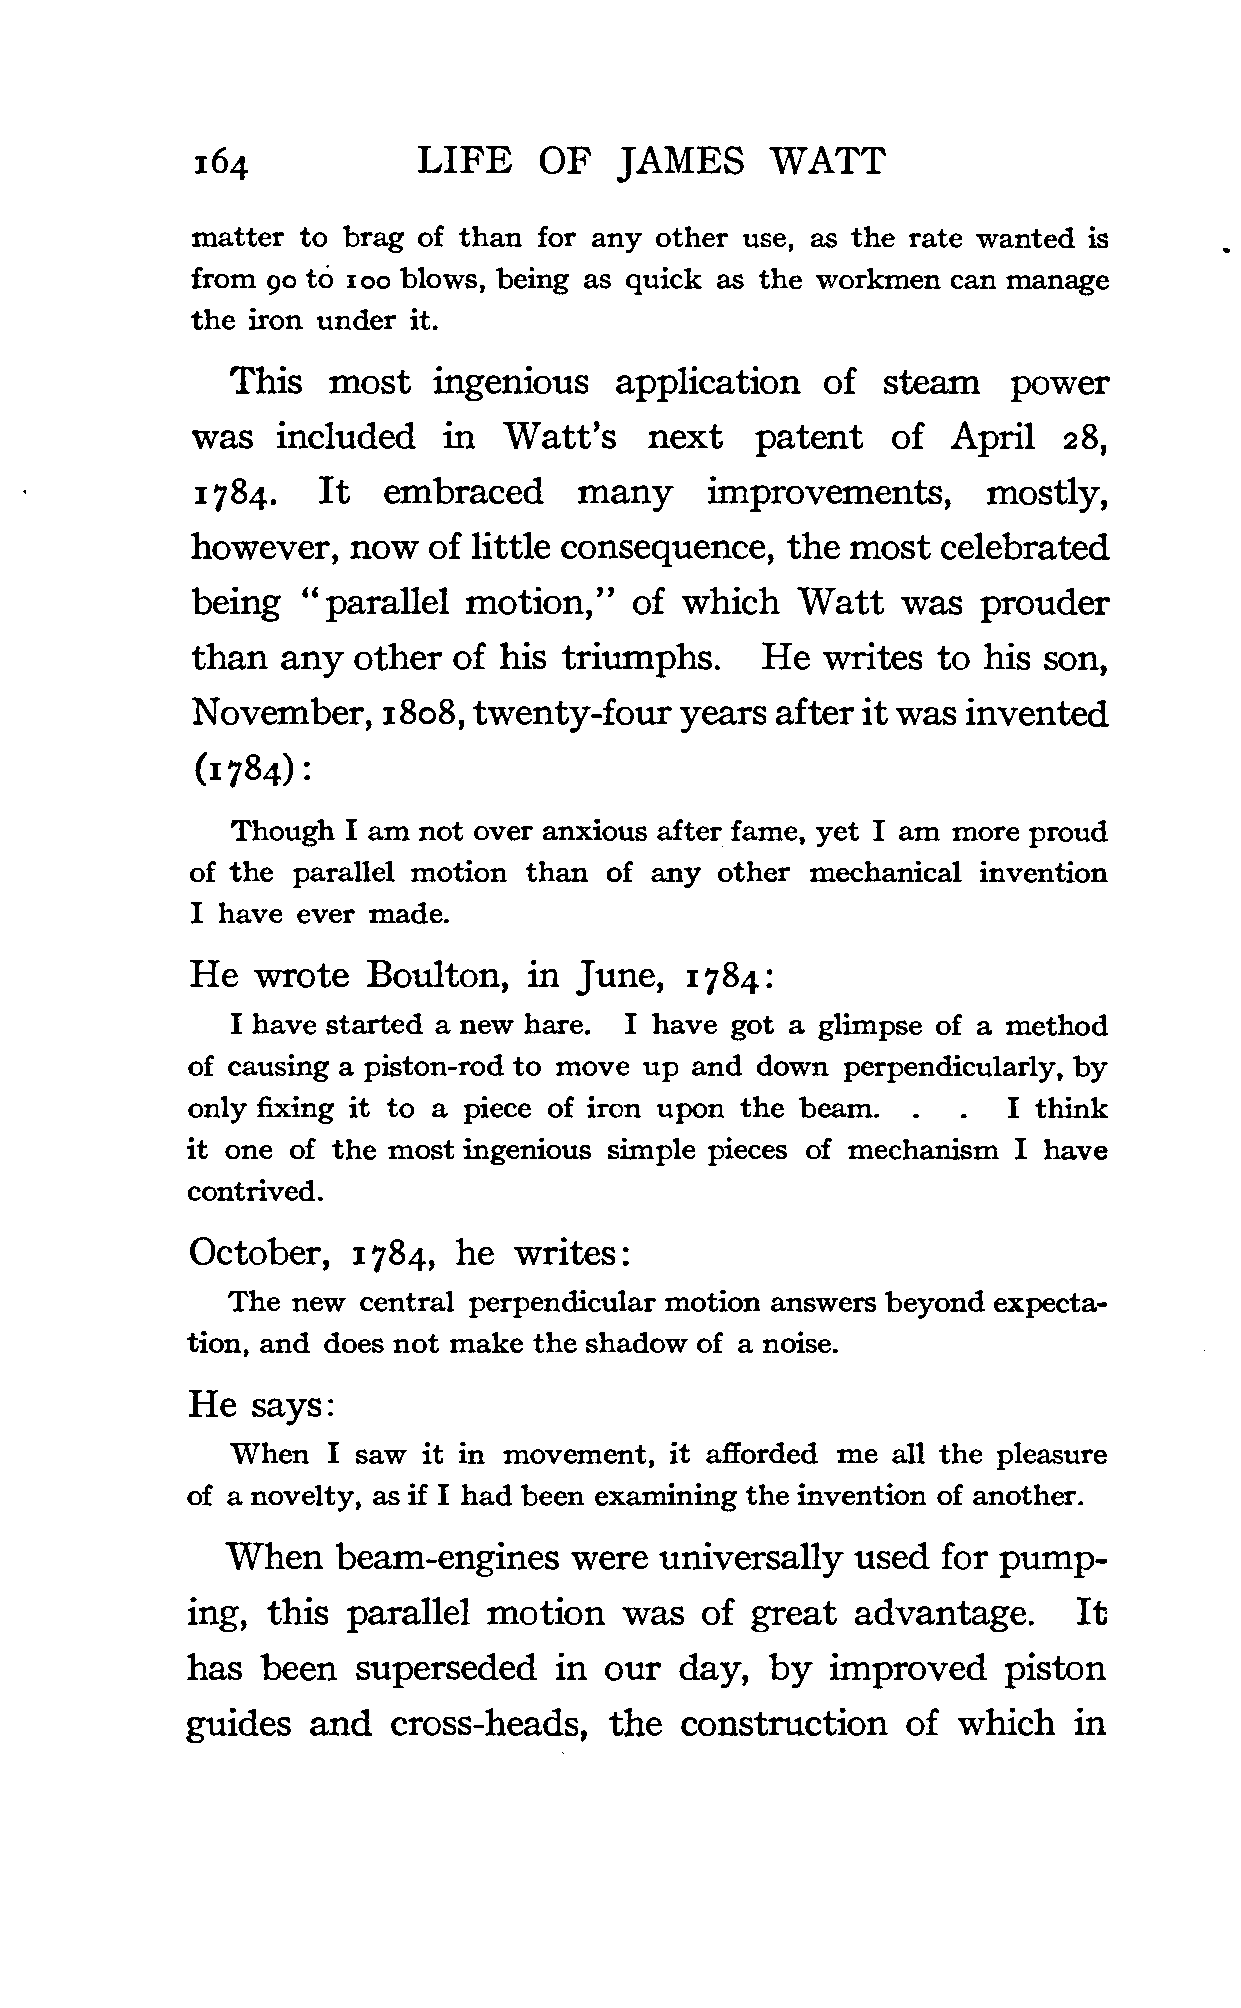 164 LIFE OF JAMES WATT
matter to brag of than for any other use, as the rate wanted is
from 90 to 100 blows, being as quick as the workmen can manage
the iron under it.
This most ingenious application of steam power
was included in Watt's next patent of April 28,
1784. It embraced many improvements, mostly,
however, now of little consequence, the most celebrated
being "parallel motion," of which Watt was prouder
than any other of his triumphs. He writes to his son,
November, 1808, twenty-four years after it was invented
(1784):
Though I am not over anxious after fame, yet I am more proud
of the parallel motion than of any other mechanical invention
I have ever made.
He wrote Boulton, in June, 1784:
I have started a new hare. I have got a glimpse of a method
of causing a piston-rod to move up and down perpendicularly, by
only fixing it to a piece of iron upon the beam. . . I think
it one of the most ingenious simple pieces of mechanism I have
contrived.
October, 1784, he writes:
The new central perpendicular motion answers beyond expecta-
tion, and does not make the shadow of a noise.
He says:
When I saw it in movement, it afforded me all the pleasure
of a novelty, as if I had been examining the invention of another.
When beam-engines were universally used for pump-
ing, this parallel motion was of great advantage. It
has been superseded in our day, by improved piston
guides and cross-heads, the construction of which in